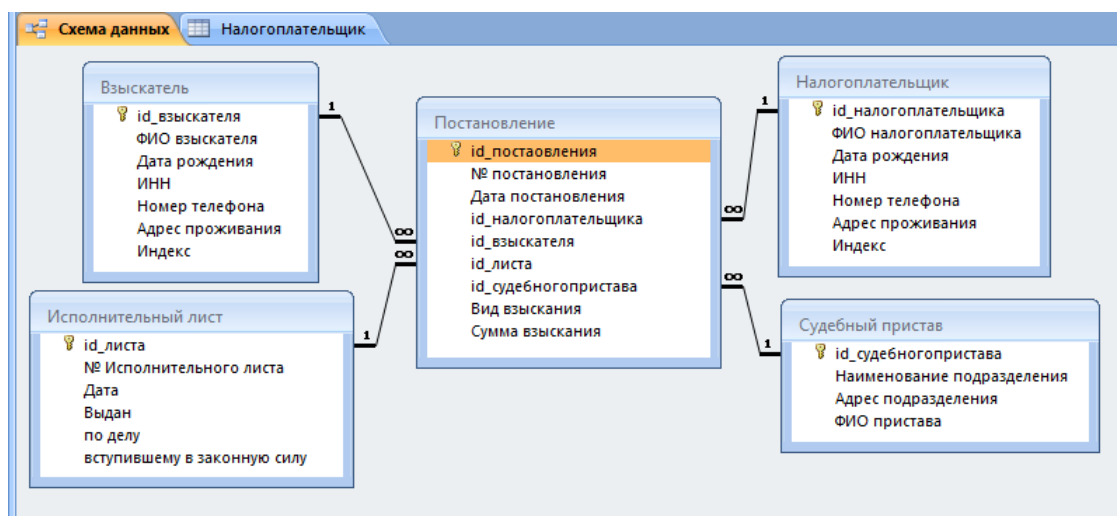 Схема данных
Налогоплательщик
Взыскатель
id_взыскателя
ФИО взыскателя
Дата рождения
ИНН
Номер телефона
Адрес проживания
Индекс
1
∞
Исполнительный лист
id_листа
№ Исполнительного листа
Дата
Выдан
по делу
вступившему в законную силу
1
∞
Постановление
id_постаовления
№ постановления
Дата постановления
id_налогоплательщика
id_взыскателя
id_листа
id_судебногопристава
Вид взыскания
Сумма взыскания
Налогоплательщик
id_налогоплательщика
ФИО налогоплательщика
Дата рождения
ИНН
Номер телефона
Адрес проживания
Индекс
1
∞
Судебный пристав
id_судебногопристава
Наименование подразделения
Адрес подразделения
ФИО пристава
1
∞